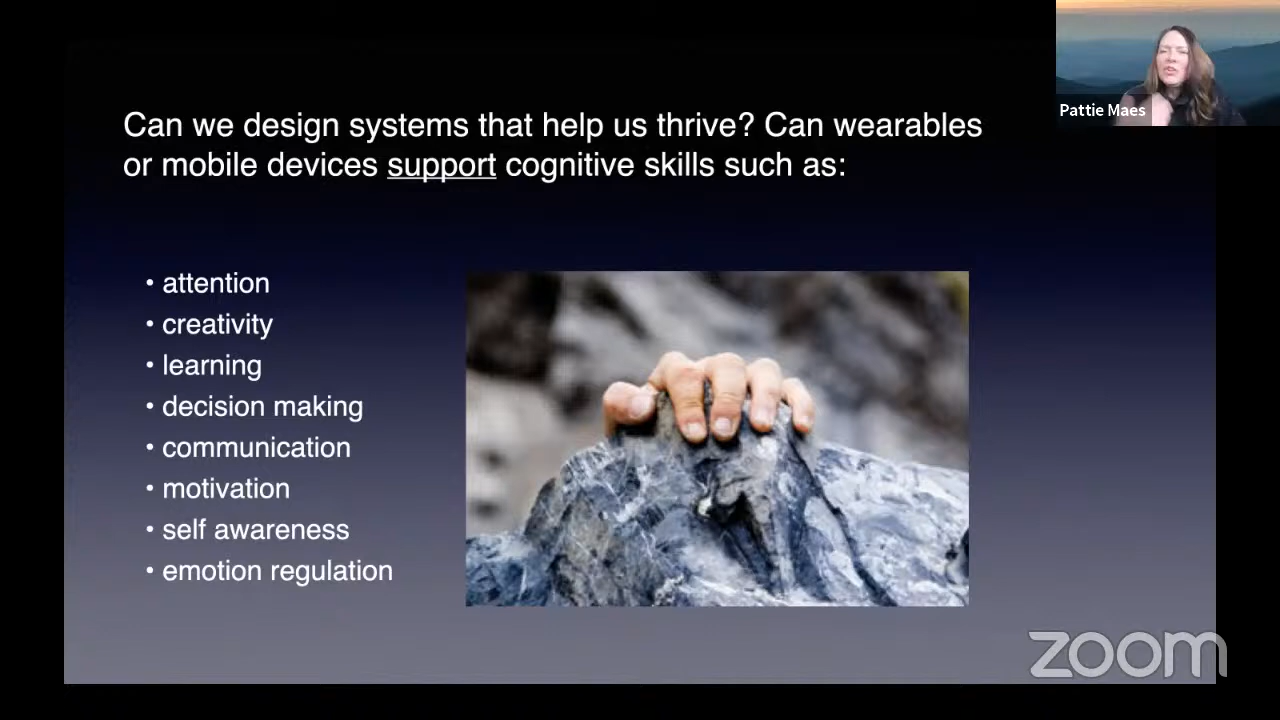 Pattie Maes
Can we design systems that help us thrive? Can wearables
or mobile devices support cognitive skills such as:
• attention
• creativity
• learning
• decision making
• communication
• motivation
• self awareness
• emotion regulation
zoom